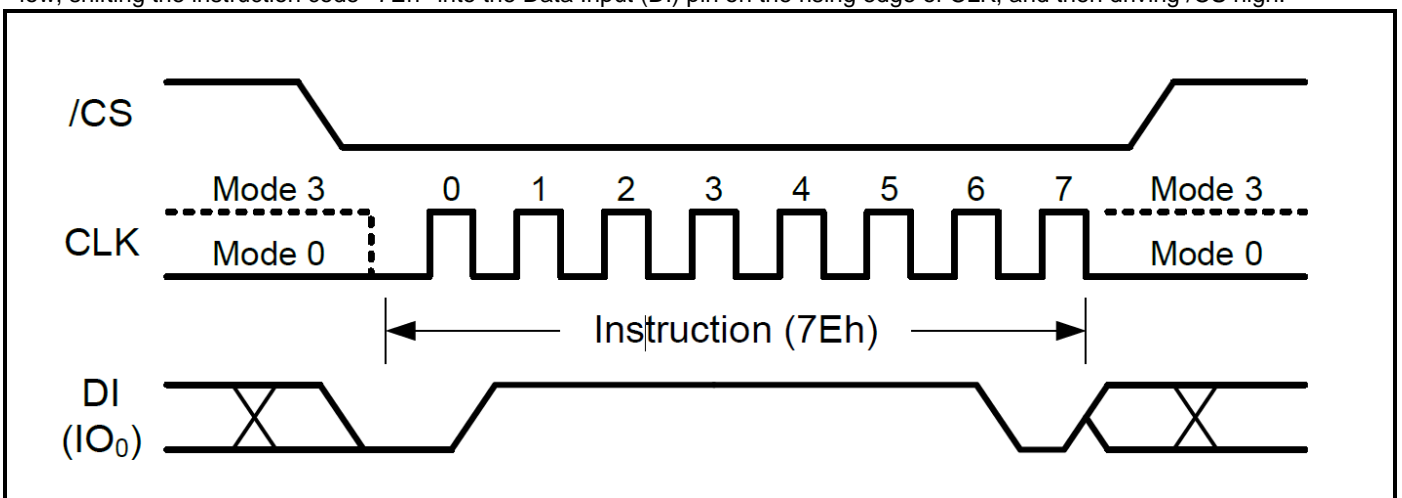 low, shifting the instruction code “7Eh” into the Data Input (DI) pin on the rising edge of CLK, and then driving /CS high.
/CS
Mode 3 0 1 2 3 4 5 6 7 Mode 3
CLK
Mode 0 Mode 0
Instruction (7Eh)
DI
(IO₀)